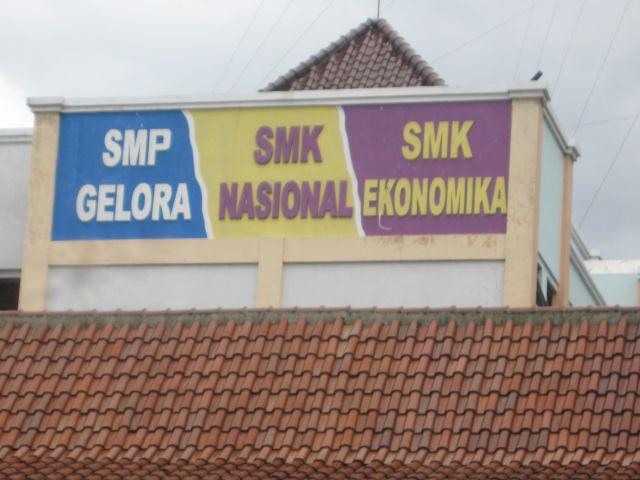 SMP
GELORA
SMK
NASIONAL
SMK
EKONOMIKA